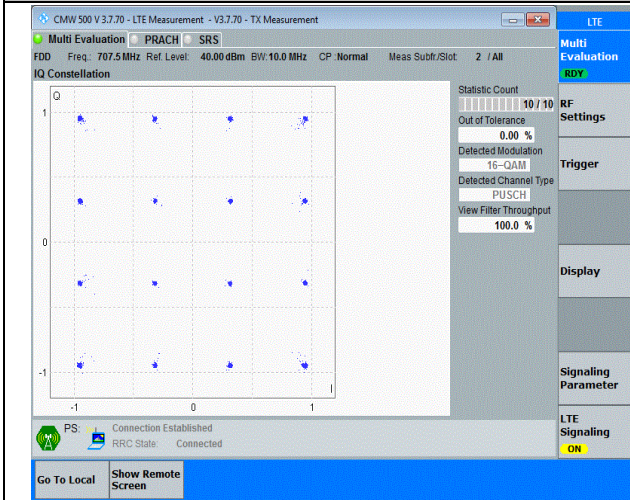 CMW 500 V 3.7.70 - LTE Measurement - V3.7.70 - TX Measurement
LTE
Multi Evaluation PRACH SRS
Multi
Evaluation
RDY
FDD Freq.: 707.5 MHz Ref. Level: 40.00 dBm BW: 10.0 MHz CP :Normal Meas Subfr./Slot: 2 / All
IQ Constellation
Q
1
0
-1
I
-1 0 1
Statistic Count
10 / 10
Out of Tolerance
0.00 %
Detected Modulation
16-QAM
Detected Channel Type
PUSCH
View Filter Throughput
100.0 %
RF
Settings
Trigger
Display
Signaling
Parameter
LTE
Signaling
ON
PS: Connection Established
RRC State: Connected
Go To Local
Show Remote
Screen